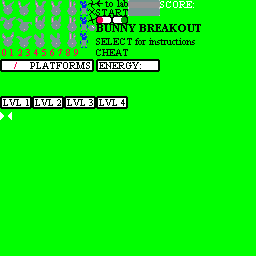 to lab SCORE:
START
BUNNY BREAKOUT
SELECT for instructions
0 1 2 3 4 5 6 7 8 9 CHEAT
/ PLATFORMS ENERGY:
LVL 1 LVL 2 LVL 3 LVL 4